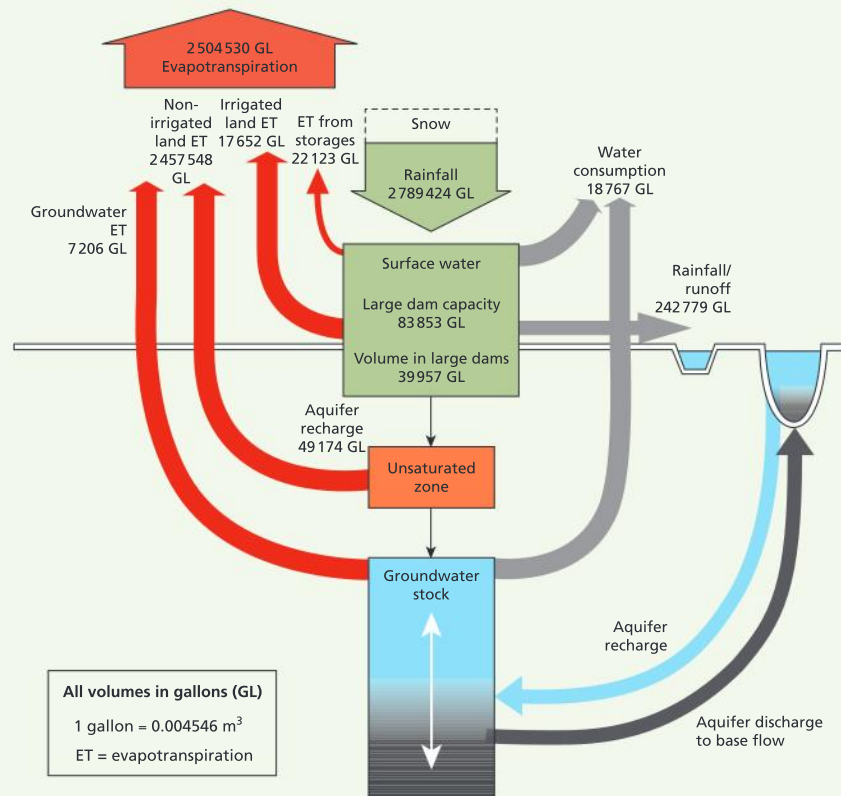 2 504 530 GL
Evapotranspiration
Non-
irrigated
land ET
2 457 548
GL
Irrigated
land ET
17 652 GL
ET from
storages
22 123 GL
Snow
Rainfall
2 789 424 GL
Water
consumption
18 767 GL
Groundwater
ET
7 206 GL
Surface water
Large dam capacity
83 853 GL
Volume in large dams
39 957 GL
Rainfall/
runoff
242 779 GL
Aquifer
recharge
49 174 GL
Unsaturated
zone
Groundwater
stock
Aquifer
recharge
Aquifer discharge
to base flow
All volumes in gallons (GL)
1 gallon = 0.004546 m³
ET = evapotranspiration